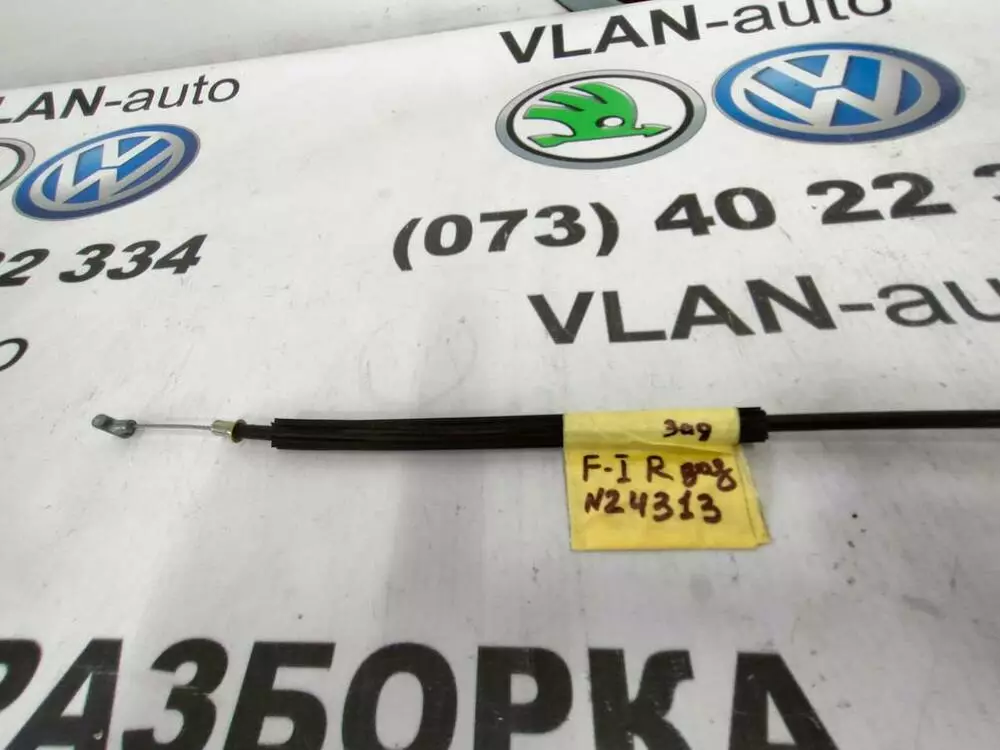 VLAN-auto
LAN-auto
(073) 40 22 3
2 334
VLAN-au
o
зад
F-I R зад
N24313
РАЗБОРКА